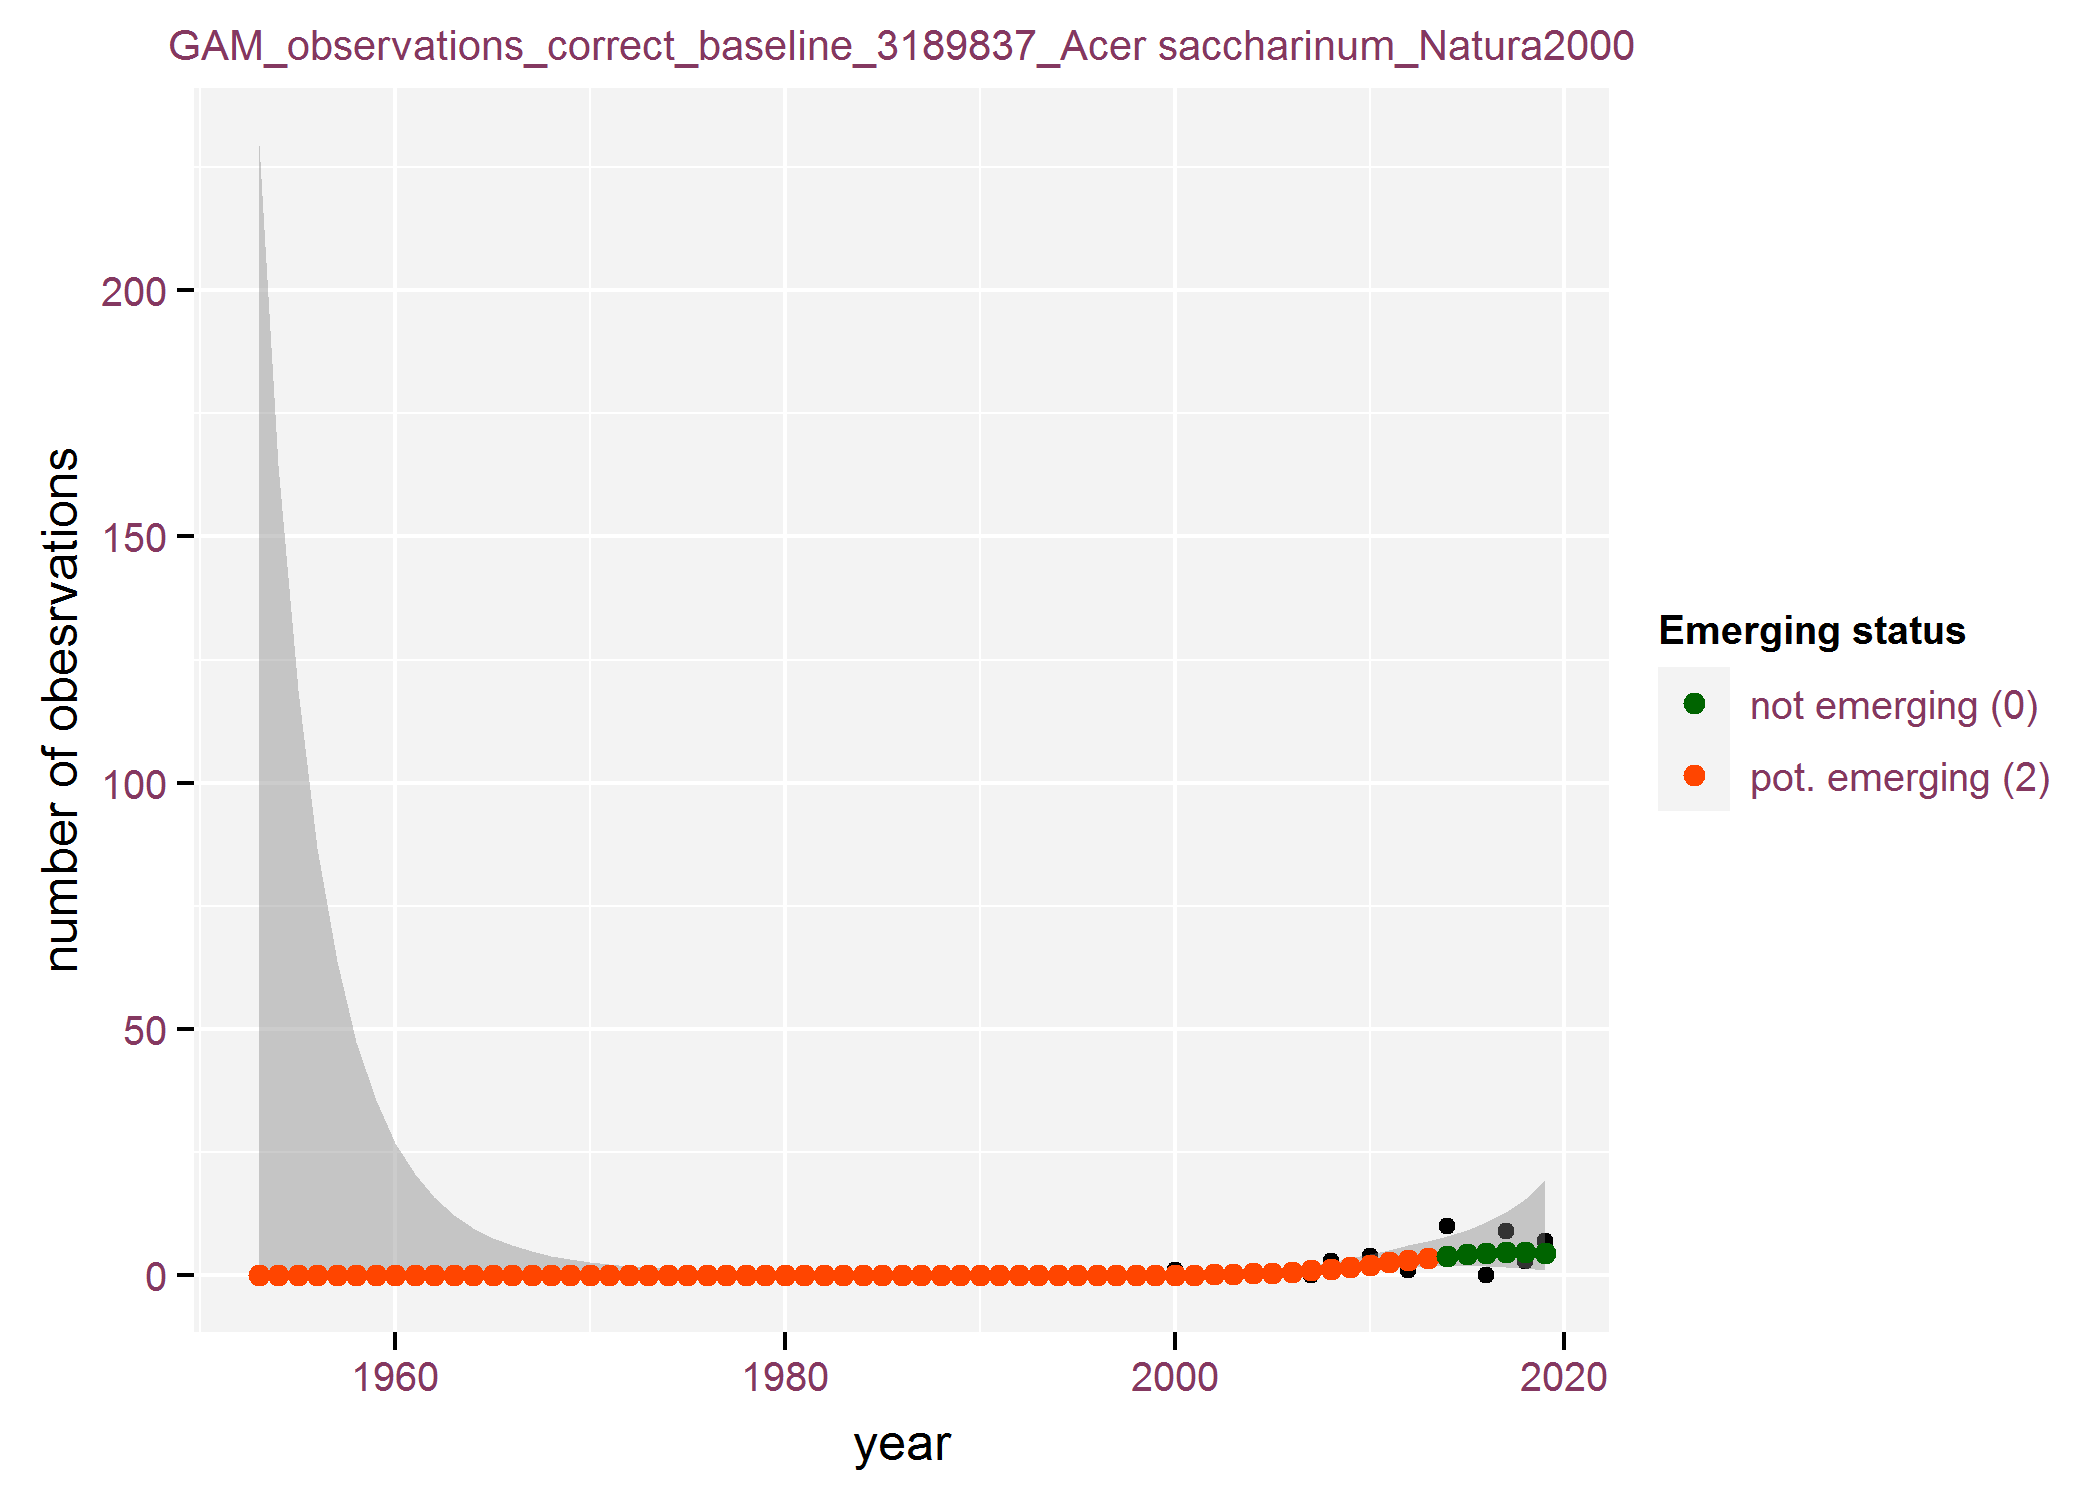 GAM_observations_correct_baseline_3189837_Acer saccharinum_Natura2000
number of obesrvations
200
150
100
50
0
1960
1980
2000
2020
year
Emerging status
not emerging (0)
pot. emerging (2)